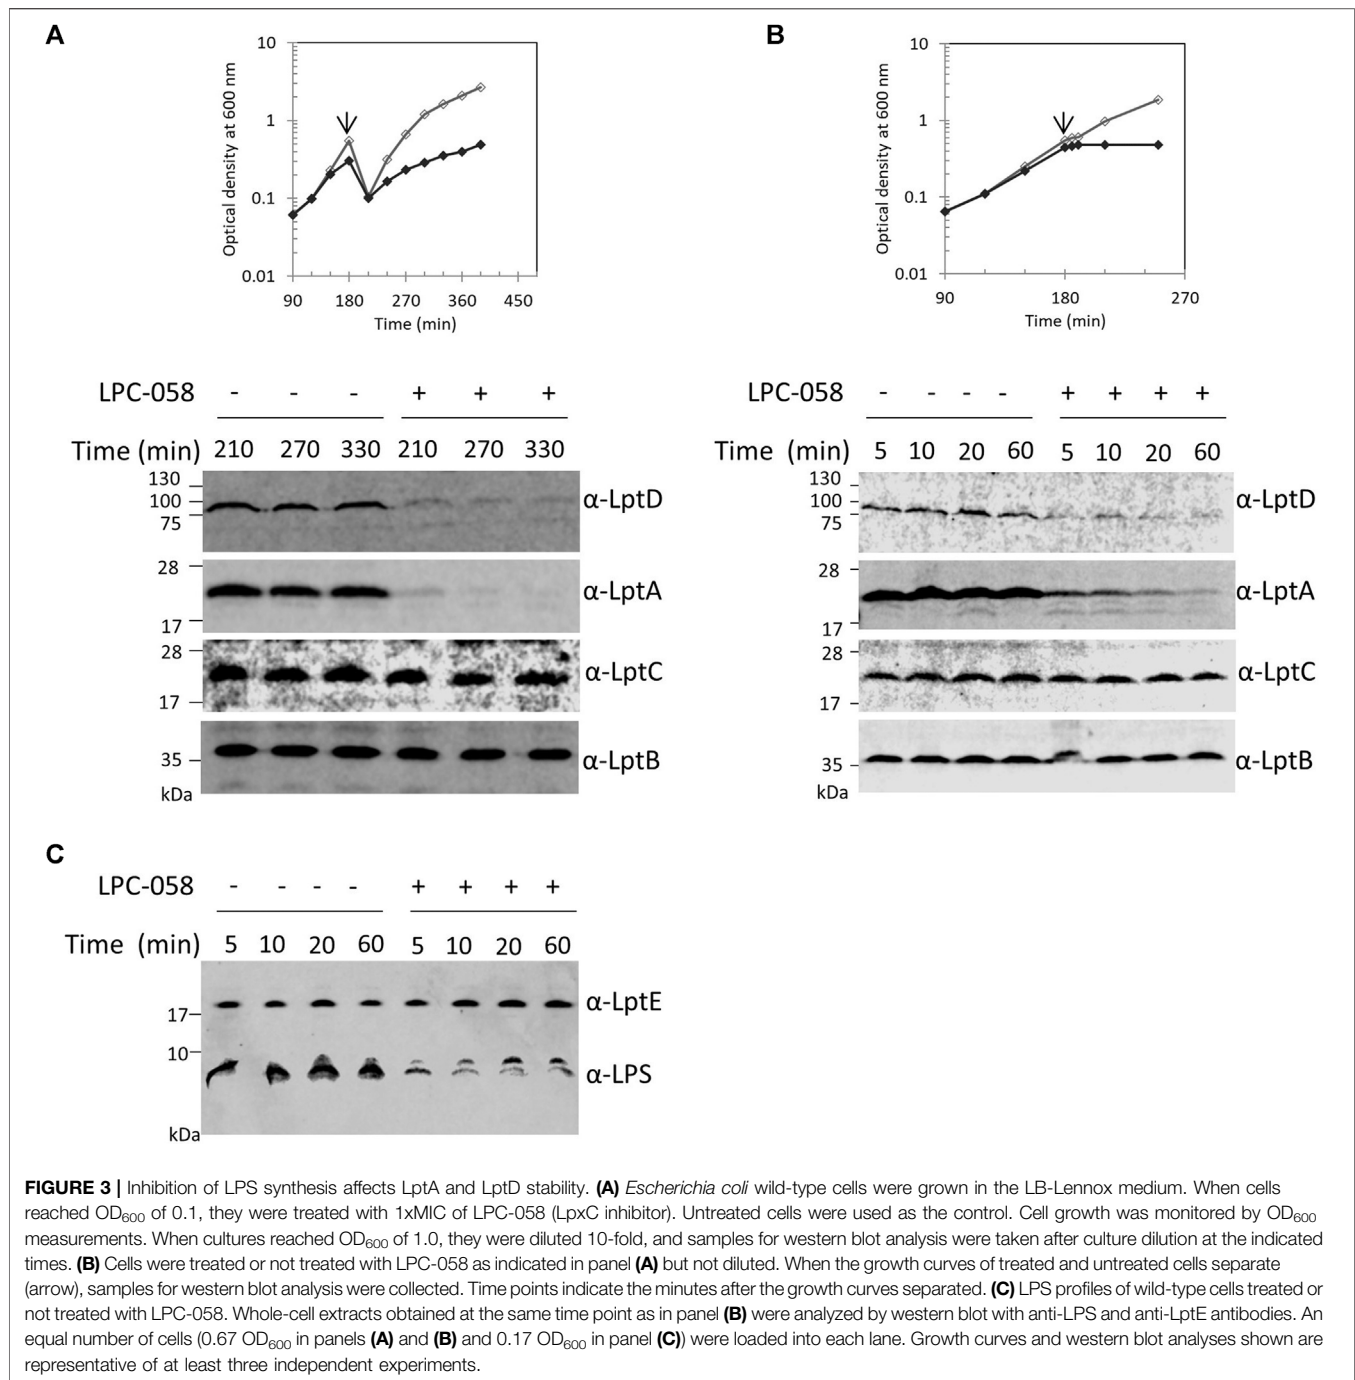 A
10
1
0.1
0.01
Optical density at 600 nm
90 180 270 360 450
Time (min)
LPC-058 - - - + + +
Time (min) 210 270 330 210 270 330
130
100
75
α-LptD
28
17
α-LptA
28
17
α-LptC
35
kDa
α-LptB
B
10
1
0.1
0.01
Optical density at 600 nm
90 180 270
Time (min)
LPC-058 - - - - + + + +
Time (min) 5 10 20 60 5 10 20 60
130
100
75
α-LptD
28
17
α-LptA
28
17
α-LptC
35
kDa
α-LptB
C
LPC-058 - - - - + + + +
Time (min) 5 10 20 60 5 10 20 60
17
α-LptE
10
α-LPS
kDa
FIGURE 3 | Inhibition of LPS synthesis affects LptA and LptD stability. (A) Escherichia coli wild-type cells were grown in the LB-Lennox medium. When cells
reached OD600 of 0.1, they were treated with 1xMIC of LPC-058 (LpxC inhibitor). Untreated cells were used as the control. Cell growth was monitored by OD600
measurements. When cultures reached OD600 of 1.0, they were diluted 10-fold, and samples for western blot analysis were taken after culture dilution at the indicated
times. (B) Cells were treated or not treated with LPC-058 as indicated in panel (A) but not diluted. When the growth curves of treated and untreated cells separate
(arrow), samples for western blot analysis were collected. Time points indicate the minutes after the growth curves separated. (C) LPS profiles of wild-type cells treated or
not treated with LPC-058. Whole-cell extracts obtained at the same time point as in panel (B) were analyzed by western blot with anti-LPS and anti-LptE antibodies. An
equal number of cells (0.67 OD600 in panels (A) and (B) and 0.17 OD600 in panel (C)) were loaded into each lane. Growth curves and western blot analyses shown are
representative of at least three independent experiments.